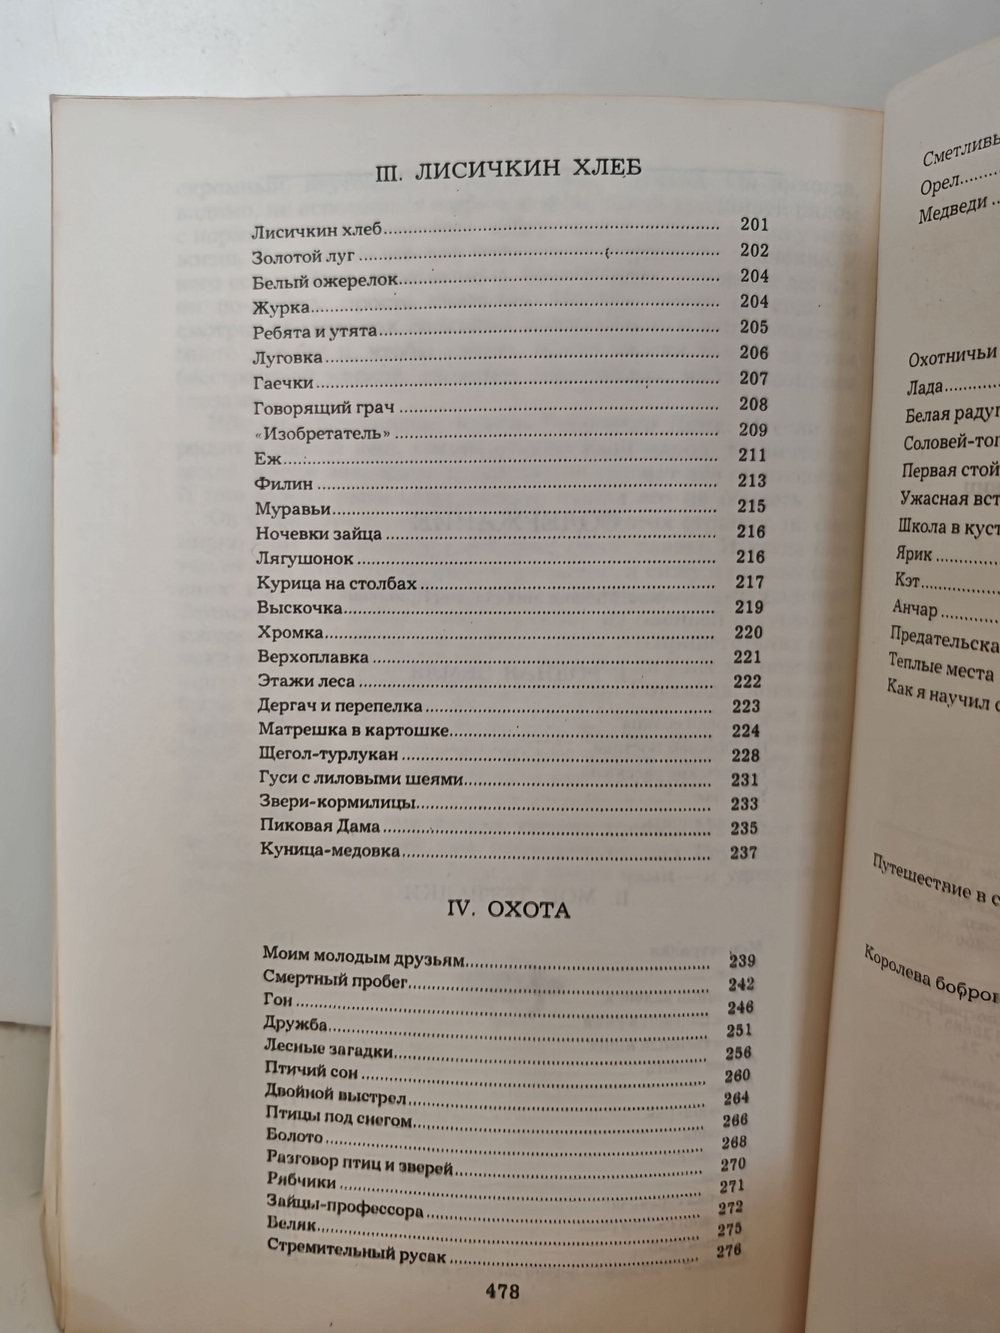 III. ЛИСИЧКИН ХЛЕБ
Лисичкин хлеб 201
Золотой луг 202
Белый ожерелок 204
Журка 204
Ребята и утята 205
Луговка 206
Гаечки 207
Говорящий грач 208
«Изобретатель» 209
Еж 211
Филин 213
Муравьи 215
Ночевки зайца 216
Лягушонок 216
Курица на столбах 217
Выскочка 219
Хромка 220
Верхоплавка 221
Этажи леса 222
Дергач и перепелка 223
Матрешка в картошке 224
Щегол-турлукан 228
Гуси с лиловыми шеями 231
Звери-кормилицы 233
Пиковая Дама 235
Куница-медовка 237
IV. ОХОТА
Моим молодым друзьям 239
Смертный пробег 242
Гон 246
Дружба 251
Лесные загадки 256
Птичий сон 260
Двойной выстрел 264
Птицы под снегом 266
Болото 268
Разговор птиц и зверей 270
Рябчики 271
Зайцы-профессора 272
Беляк 275
Стремительный русак 276
478
Орел
Медведи
Охотничьи
Лада
Белая
Соловей-
Первая
Ужасная
Школа в
Ярик
Кэт
Анчар
Теплые места
Как я научил
Путешествие в
Королева